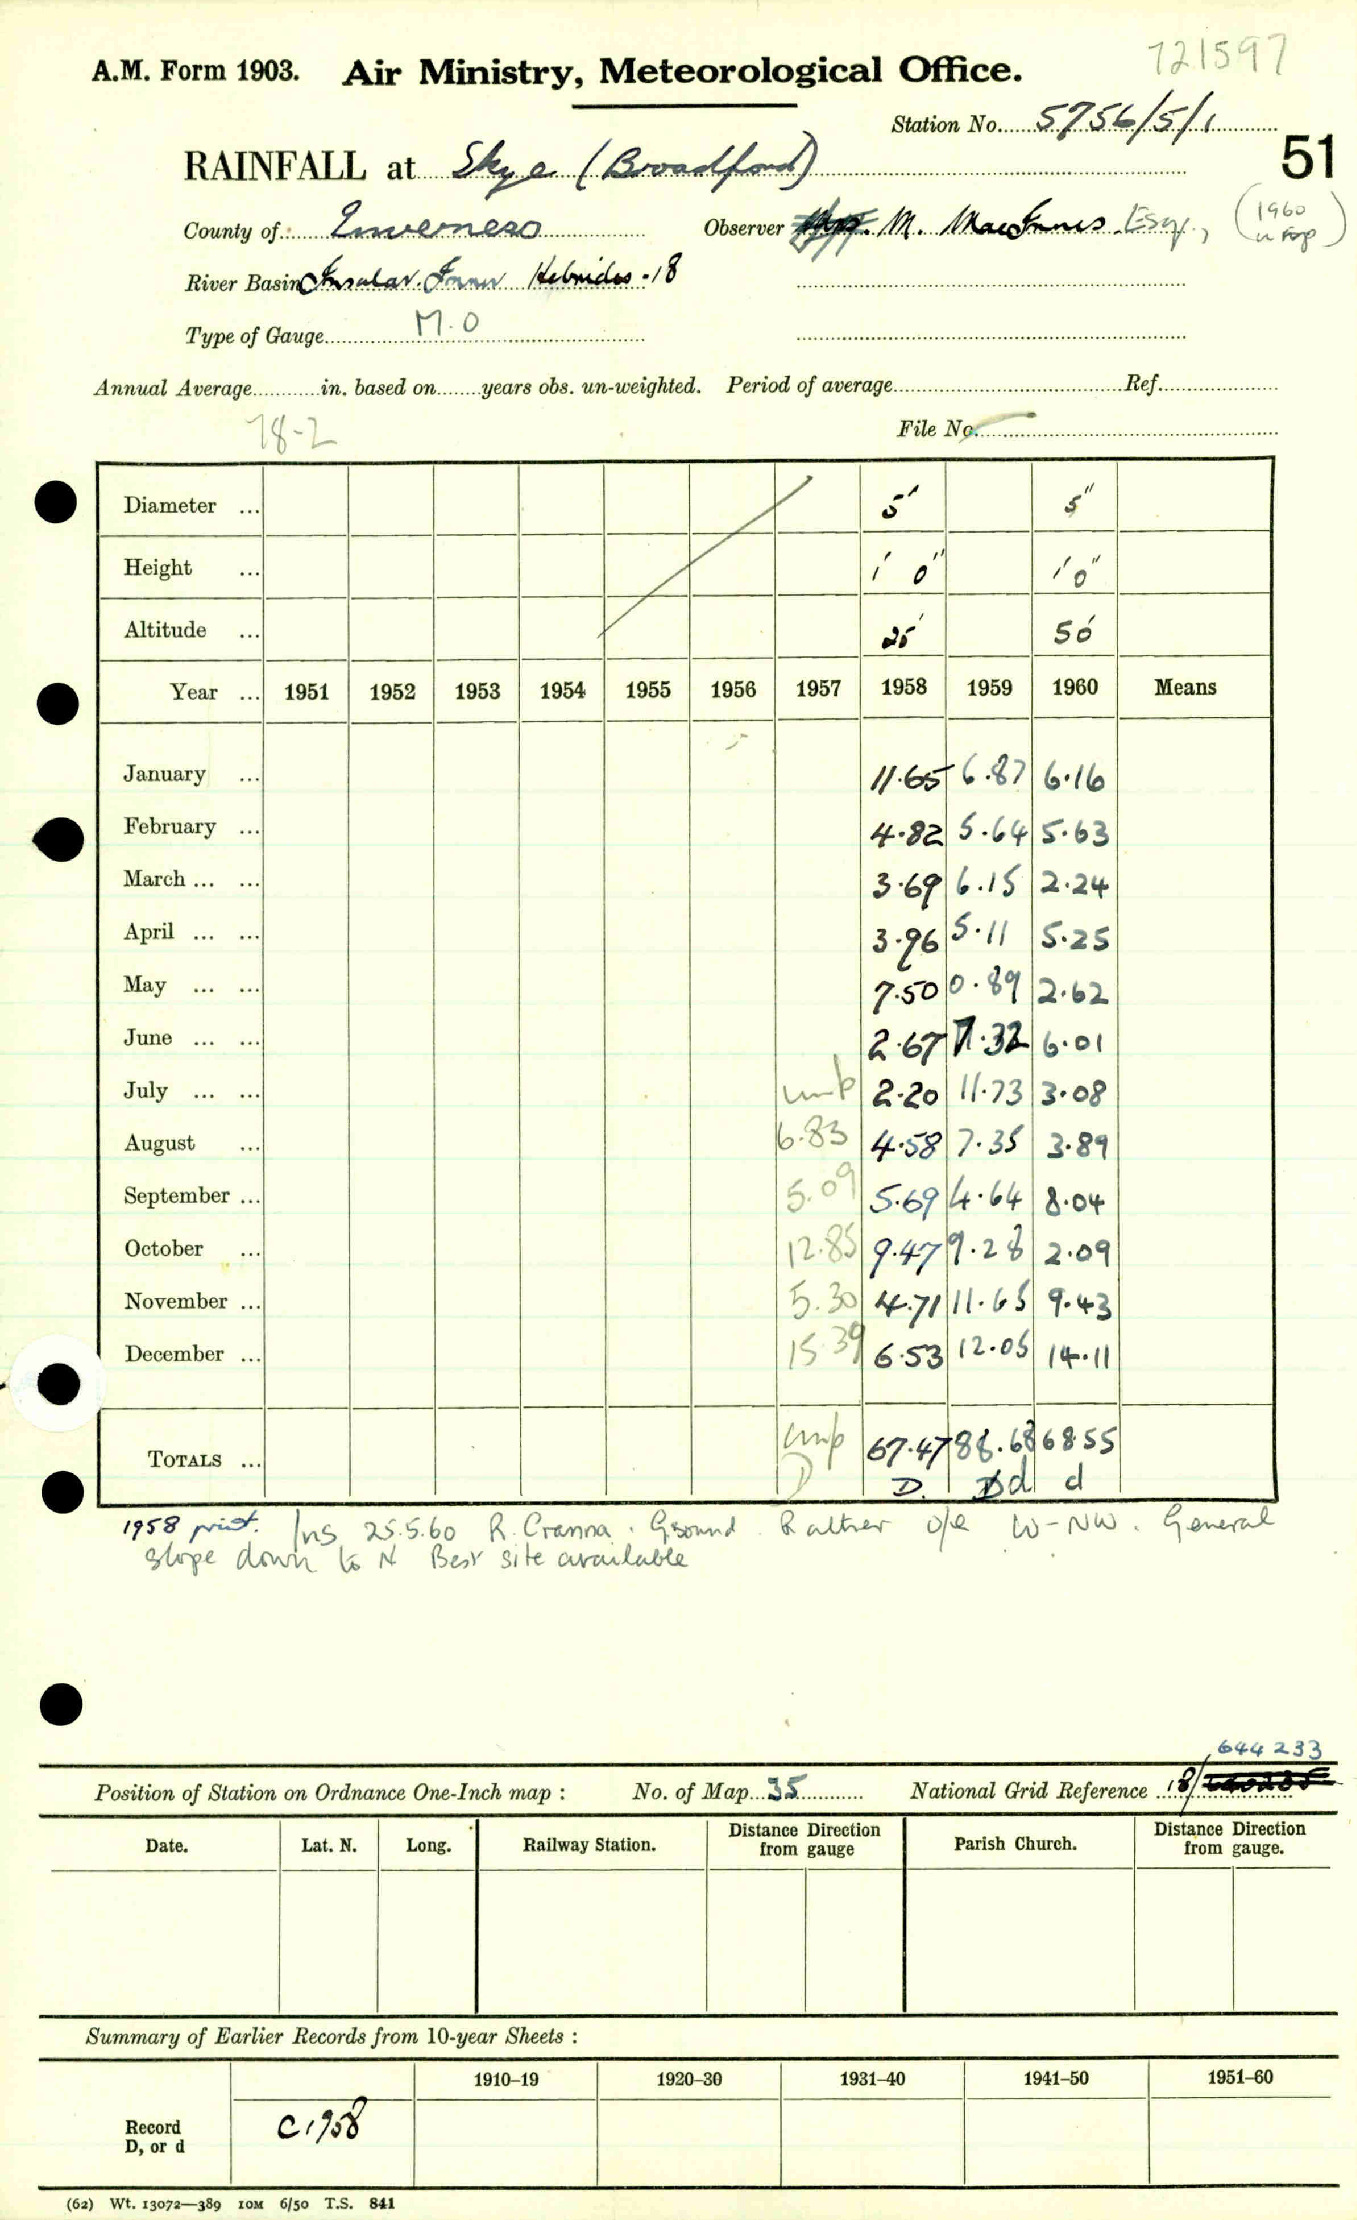 721597
A.M. Form 1903. Air Ministry, Meteorological Office.
Station No. 5756/5/1
51
RAINFALL at Skye (Broadford)
County of Inverness Observer M. MacInnes Esq., (1960
River Basin Insular. Inner Hebrides - 18
Type of Gauge M.O
Annual Average in. based on years obs. un-weighted. Period of average Ref.
78-2
File No.
Diameter ... 5" 5"
Height ... 1' 0" 1' 0"
Altitude ... 25' 50'
Year ... 1951 1952 1953 1954 1955 1956 1957 1958 1959 1960 Means
January ... 11.65 6.87 6.16
February ... 4.82 5.64 5.63
March ... ... 3.69 6.15 2.24
April ... ... 3.96 5.11 5.25
May ... ... 7.50 0.89 2.62
June ... ... 2.67 7.32 6.01
July ... ... imp 2.20 11.73 3.08
August ... 6.83 4.58 7.35 3.89
September ... 5.09 5.69 4.64 8.04
October ... 12.85 9.47 9.28 2.09
November ... 5.30 4.71 11.65 9.43
December ... 15.39 6.53 12.05 14.11
TOTALS ... imp 67.47 88.68 68.55
D D. d d
1958 print. Ins 25.5.60 R. Cranna. Ground Rather o/e W-NW. General
slope down to N Best site available
644 233
Position of Station on Ordnance One-Inch map : No. of Map 35 National Grid Reference 18/
Date. Lat. N. Long. Railway Station. Distance Direction from gauge Parish Church. Distance Direction from gauge.
Summary of Earlier Records from 10-year Sheets :
1910–19 1920–30 1931–40 1941–50 1951–60
Record D, or d C1958
(62) Wt. 13072—389 10M 6/50 T.S. 841